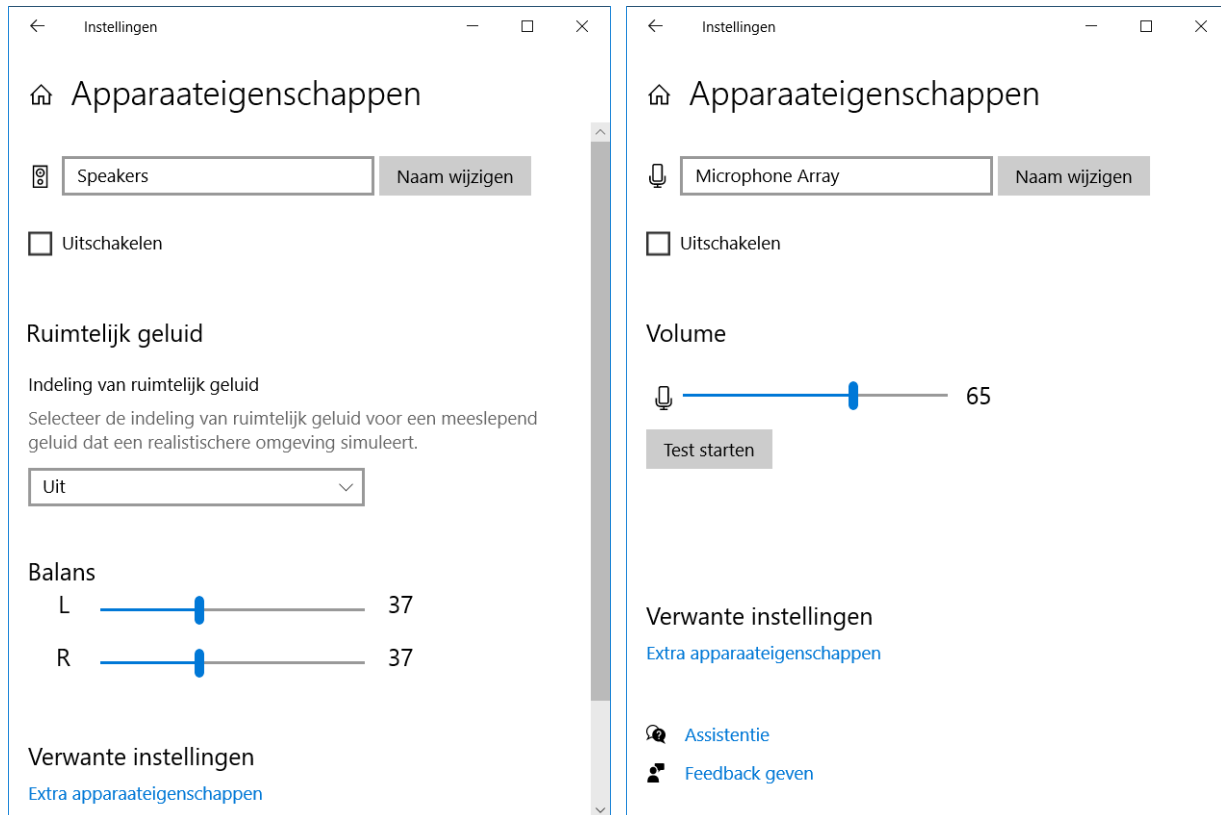 Instellingen
Apparaateigenschappen
Speakers
Naam wijzigen
Uitschakelen
Ruimtelijk geluid
Indeling van ruimtelijk geluid
Selecteer de indeling van ruimtelijk geluid voor een meeslepend
geluid dat een realistischere omgeving simuleert.
Uit
Balans
L 37
R 37
Verwante instellingen
Extra apparaateigenschappen
Instellingen
Apparaateigenschappen
Microphone Array
Naam wijzigen
Uitschakelen
Volume
65
Test starten
Verwante instellingen
Extra apparaateigenschappen
Assistentie
Feedback geven